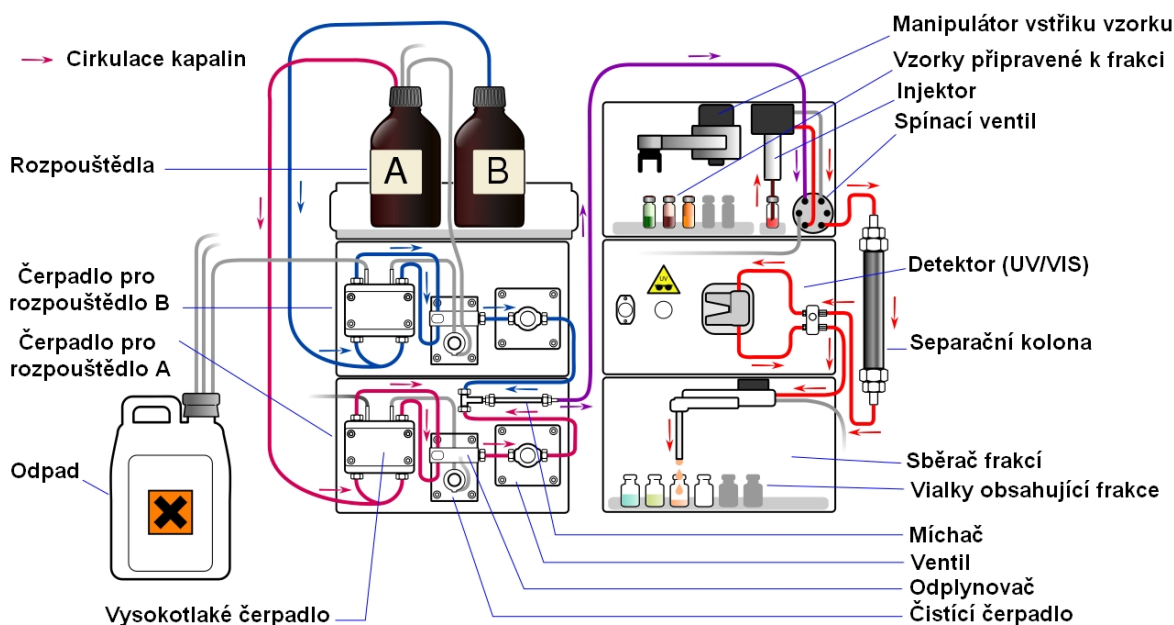 Cirkulace kapalin
Rozpouštědla
Čerpadlo pro
rozpouštědlo B
Čerpadlo pro
rozpouštědlo A
Odpad
Vysokotlaké čerpadlo
A
B
Manipulátor vstřiku vzorku
Vzorky připravené k frakci
Injektor
Spínací ventil
UV
Detektor (UV/VIS)
Separační kolona
Sběrač frakcí
Vialky obsahující frakce
Míchač
Ventil
Odplynovač
Čistící čerpadlo